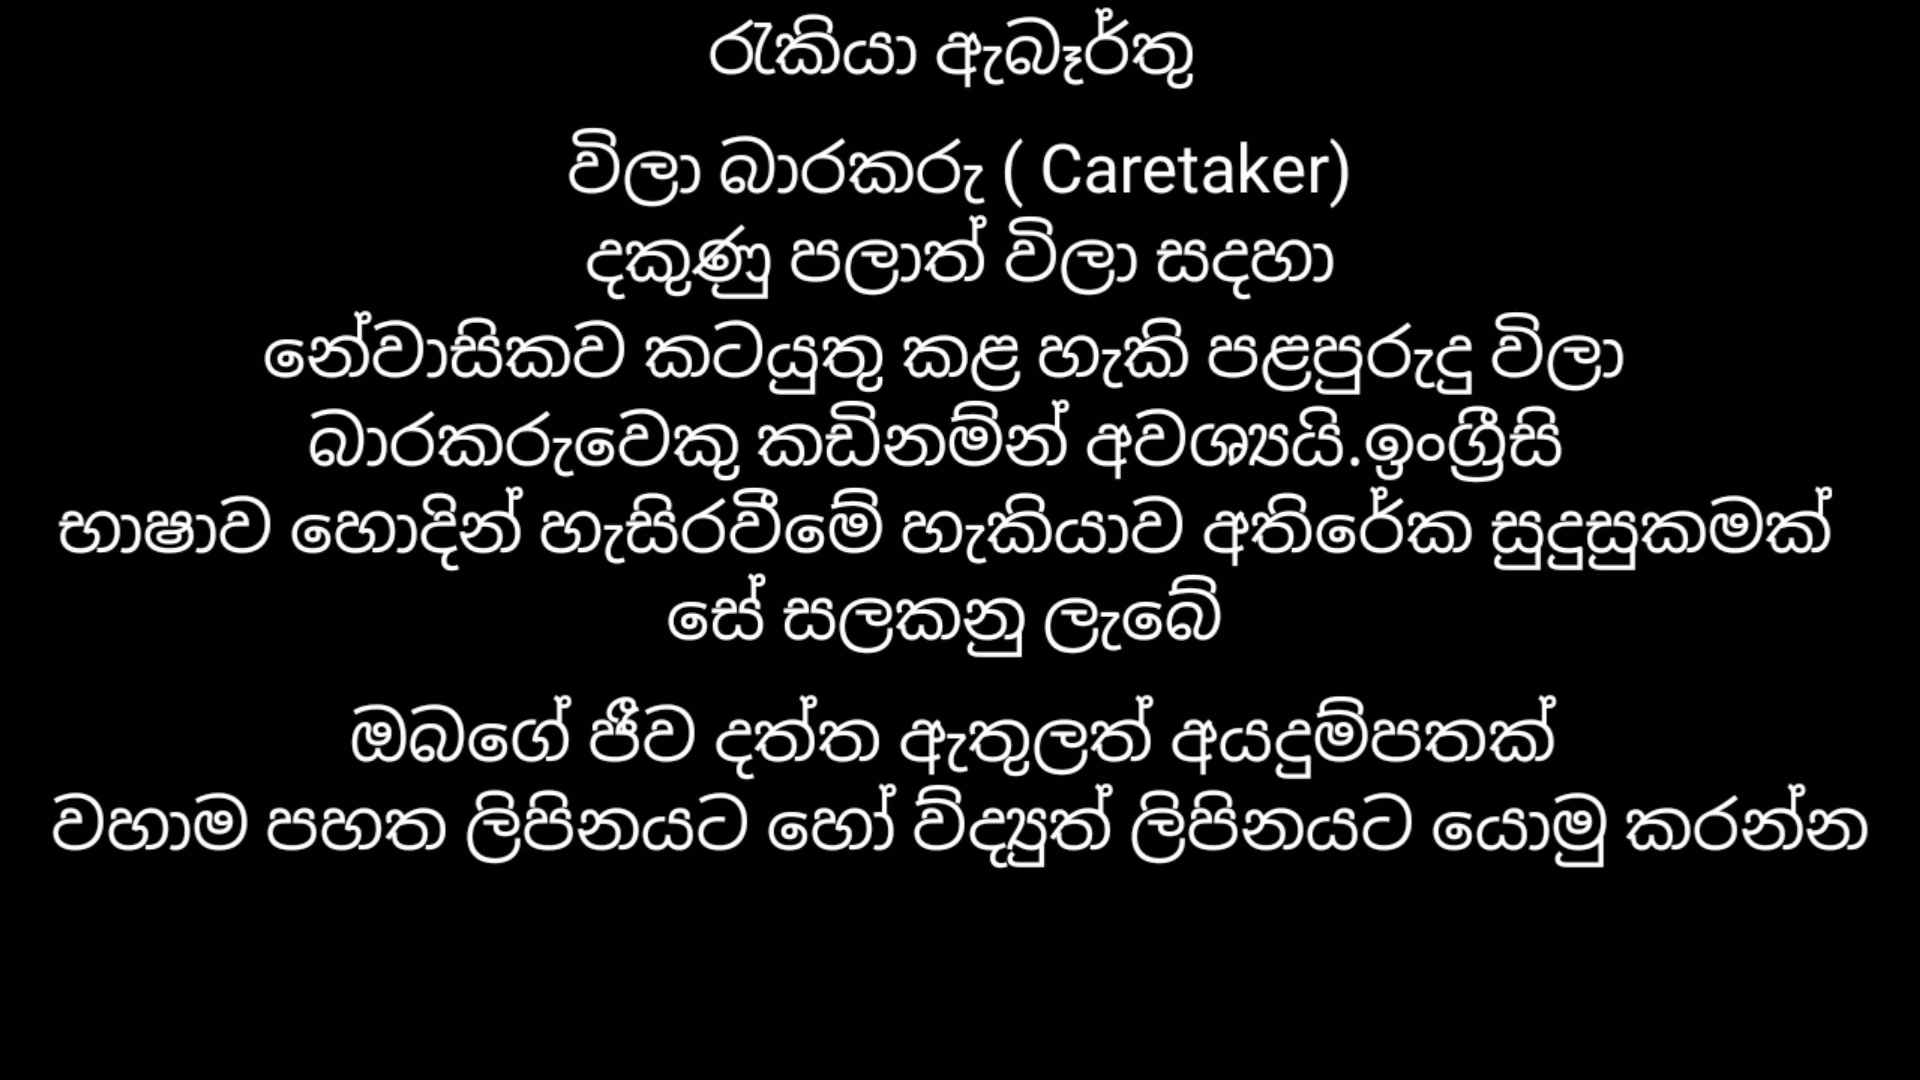 රැකියා ඇබෑර්තු
විලා බාරකරු ( Caretaker)
දකුණු පලාත් විලා සදහා
නේවාසිකව කටයුතු කළ හැකි පළපුරුදු විලා
බාරකරුවෙකු කඩිනම්න් අවශ්‍යයි.ඉංග්‍රීසි
භාෂාව හොදින් හැසිරවීමේ හැකියාව අතිරේක සුදුසුකමක්
සේ සලකනු ලැබේ
ඔබගේ ජීව දත්ත ඇතුලත් අයදුම්පතක්
වහාම පහත ලිපිනයට හෝ විද්‍යුත් ලිපිනයට යොමු කරන්න